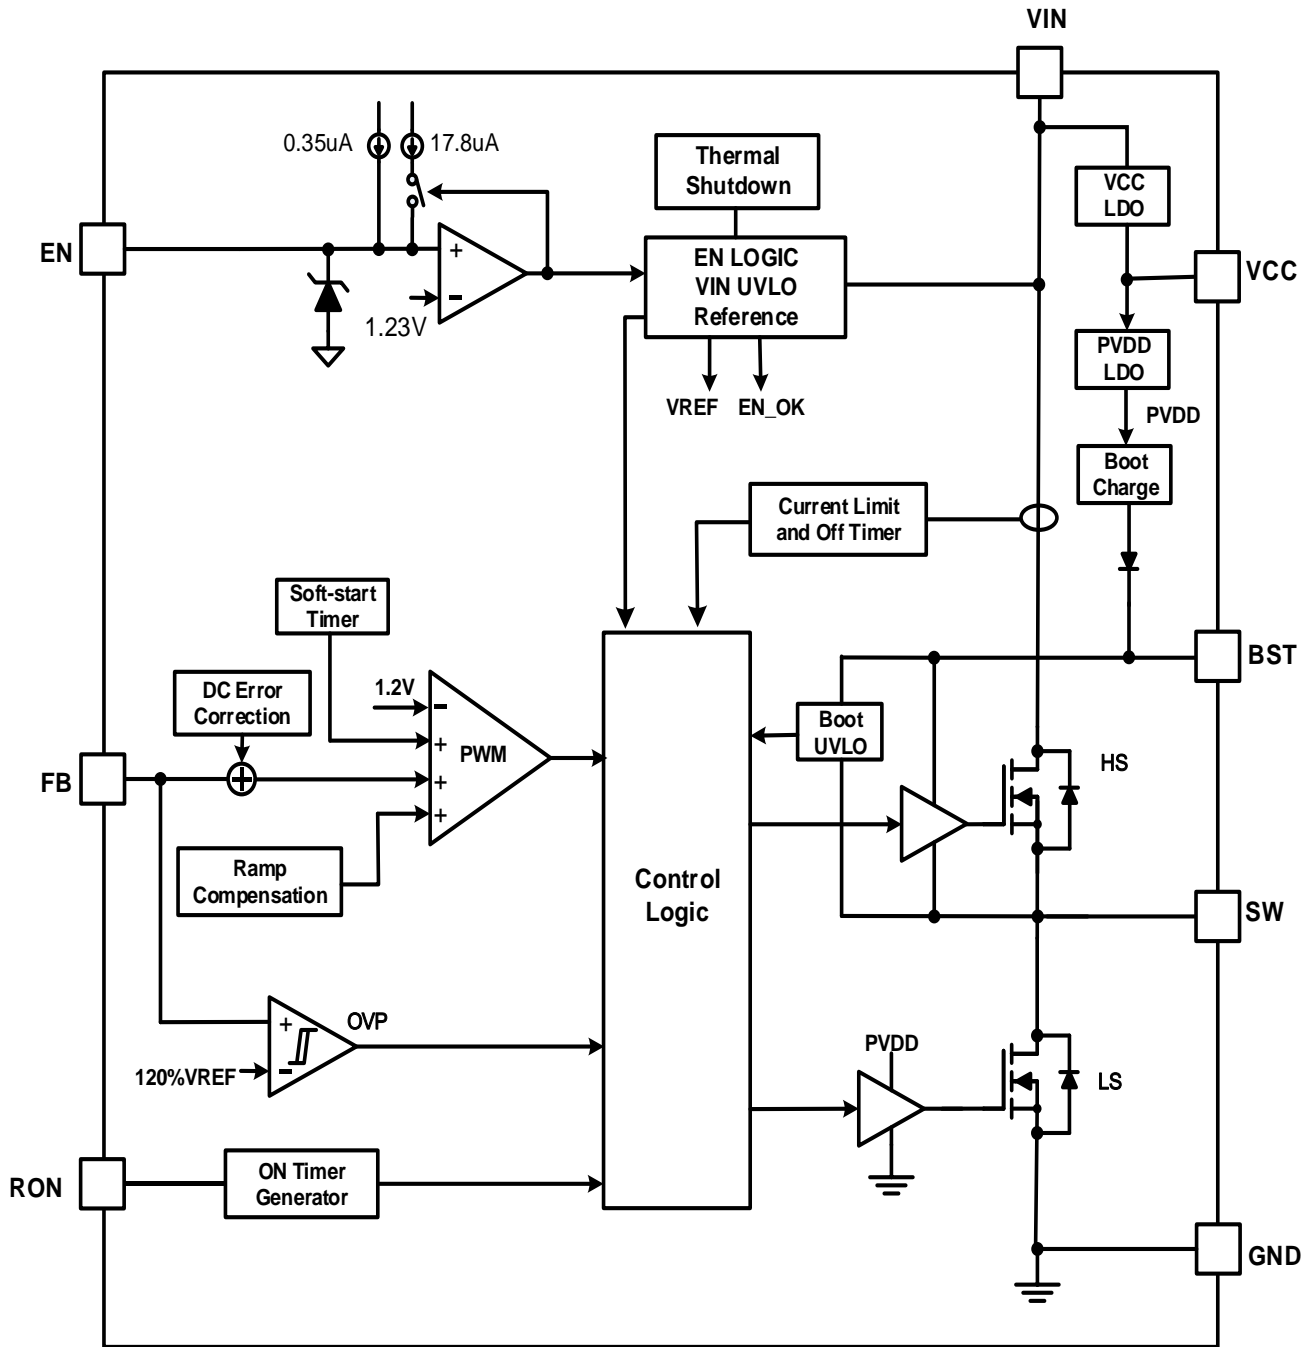 VIN
0.35uA
17.8uA
Thermal
Shutdown
VCC
LDO
EN
+
EN LOGIC
VIN UVLO
Reference
VCC
-
1.23V
PVDD
LDO
VREF
EN_OK
PVDD
Boot
Charge
Current Limit
and Off Timer
Soft-start
Timer
BST
DC Error
Correction
1.2V
-
+
PWM
Boot
UVLO
FB
+
+
HS
Ramp
Compensation
Control
Logic
SW
OVP
+
120%VREF
-
PVDD
LS
RON
ON Timer
Generator
GND